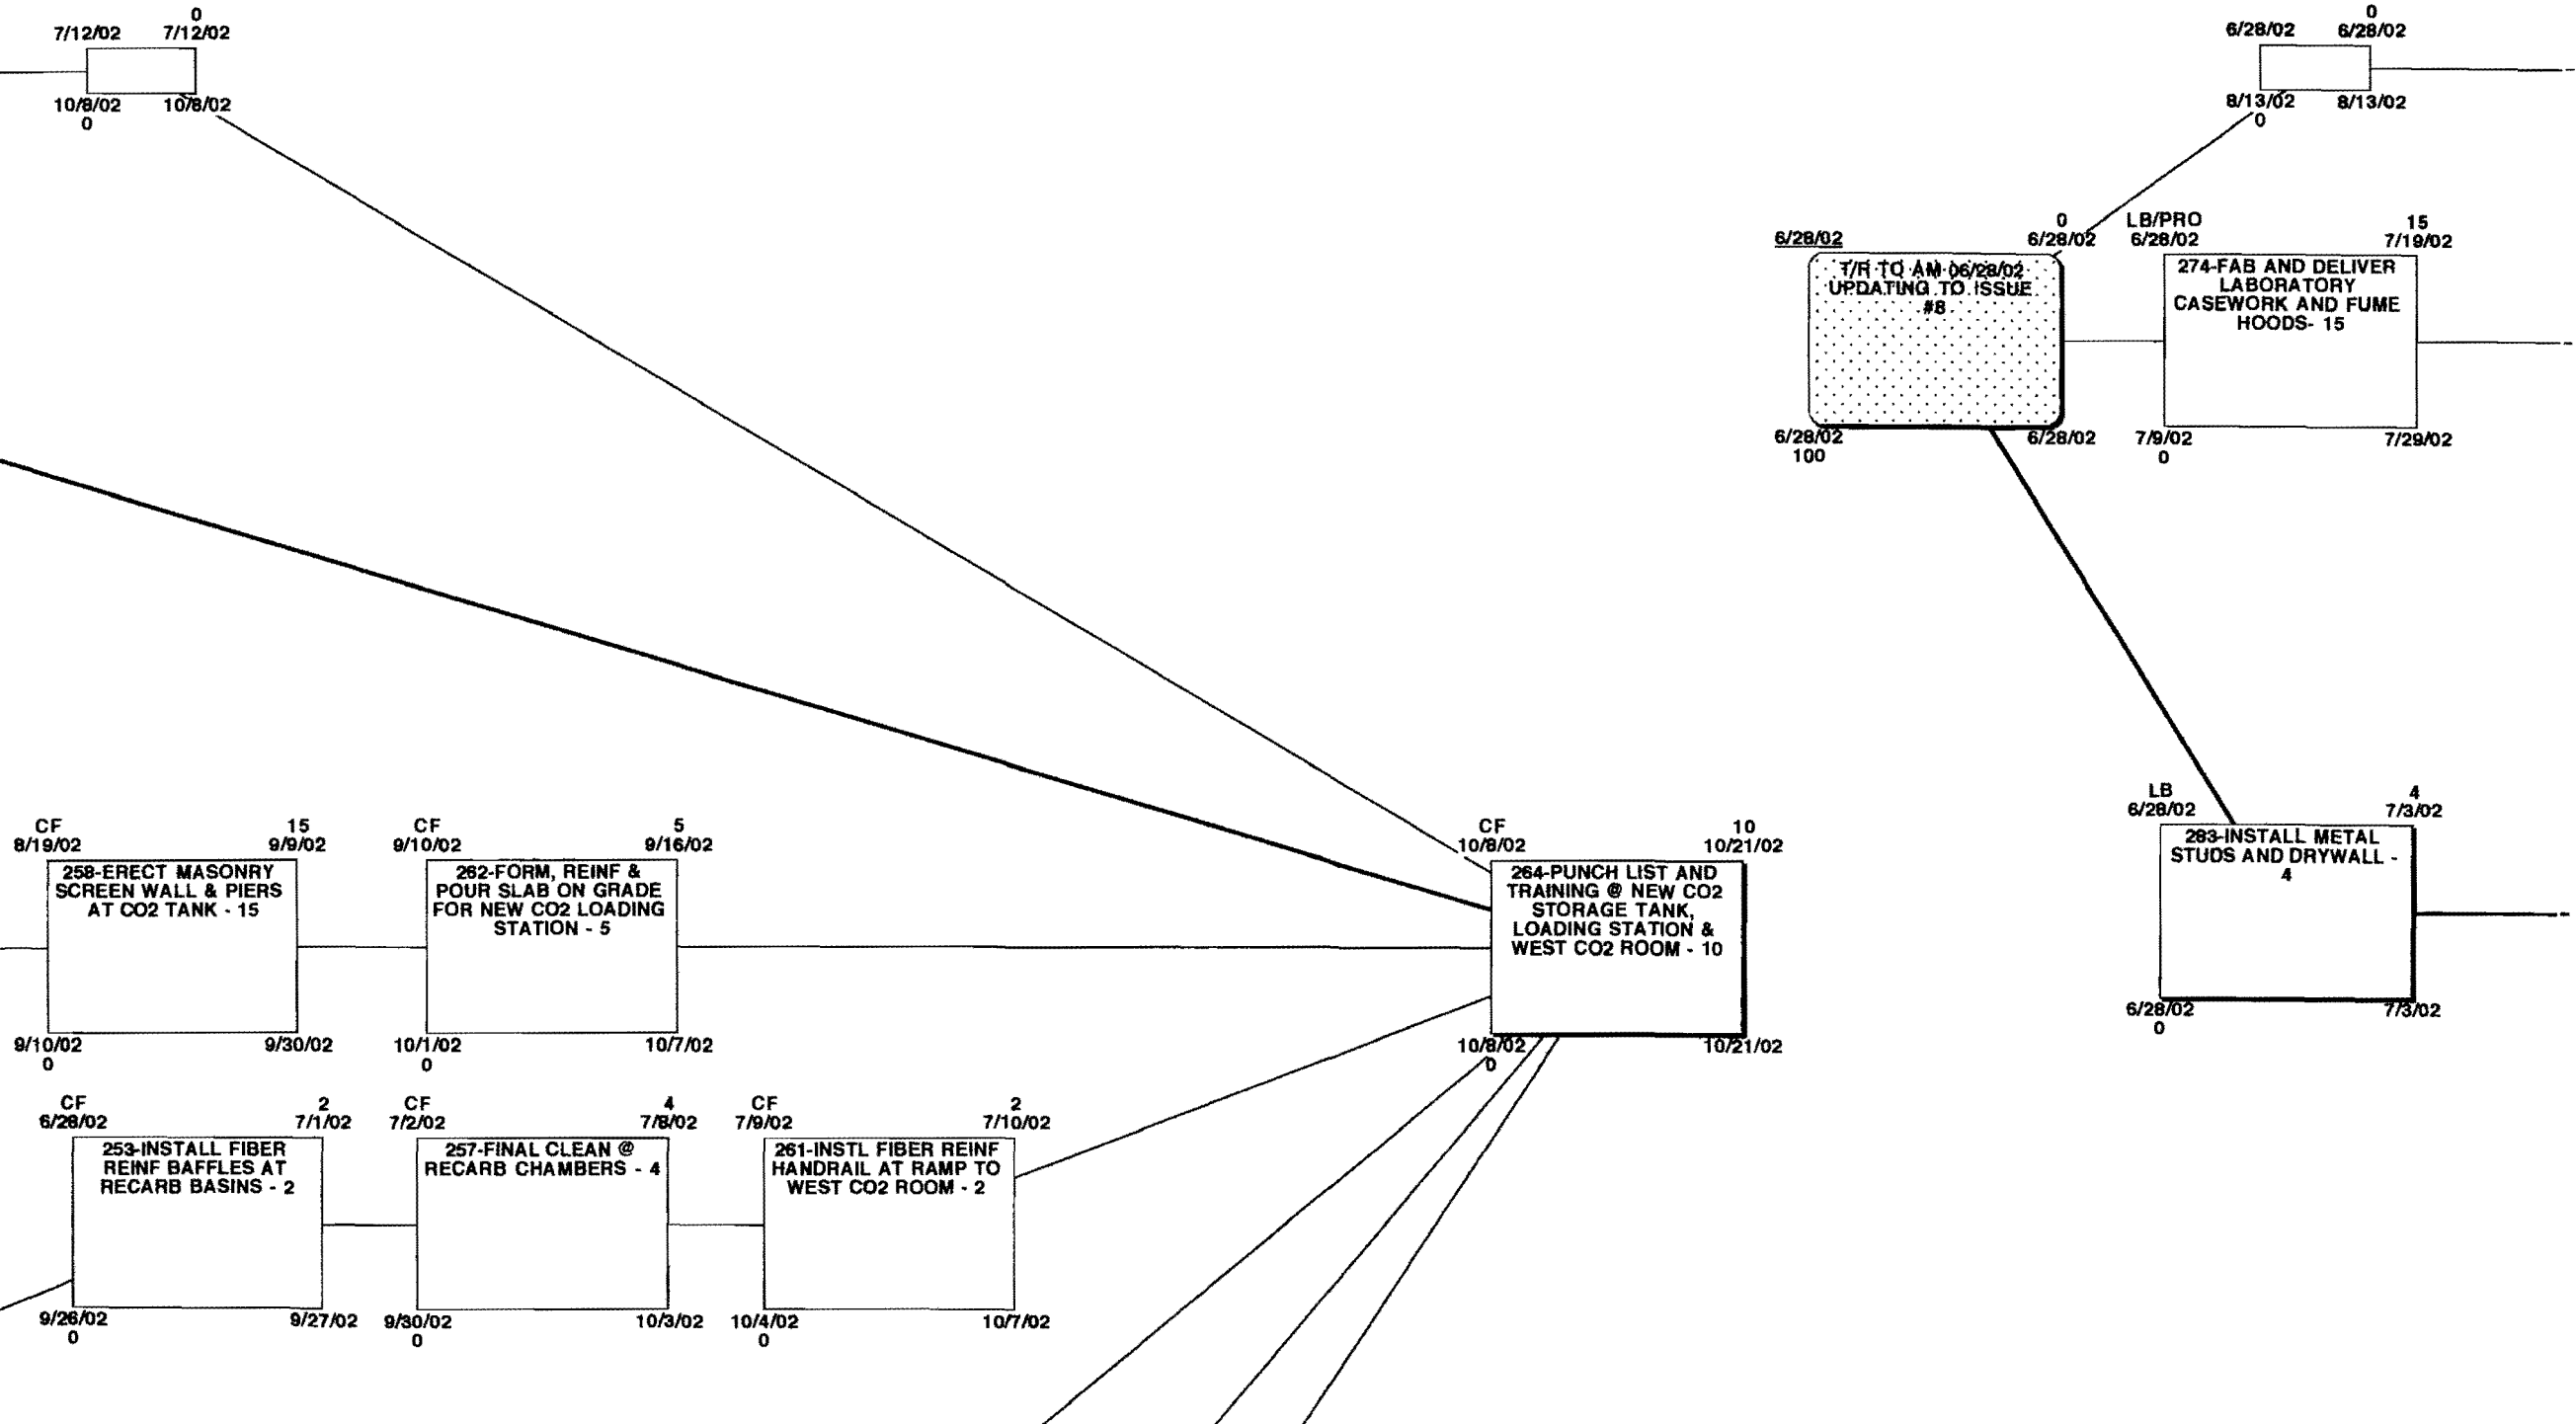 0
7/12/02 7/12/02
10/8/02 10/8/02
0
0
6/28/02 6/28/02
8/13/02 8/13/02
0
0
6/28/02 6/28/02
T/R TO AM 06/28/02
UPDATING TO ISSUE
#8
6/28/02 6/28/02
100
LB/PRO 15
6/28/02 7/19/02
274-FAB AND DELIVER
LABORATORY
CASEWORK AND FUME
HOODS- 15
7/9/02 7/29/02
0
LB 4
6/28/02 7/3/02
283-INSTALL METAL
STUDS AND DRYWALL -
4
6/28/02 7/3/02
0
CF 15
8/19/02 9/9/02
258-ERECT MASONRY
SCREEN WALL & PIERS
AT CO2 TANK - 15
9/10/02 9/30/02
0
CF 5
9/10/02 9/16/02
262-FORM, REINF &
POUR SLAB ON GRADE
FOR NEW CO2 LOADING
STATION - 5
10/1/02 10/7/02
0
CF 10
10/8/02 10/21/02
264-PUNCH LIST AND
TRAINING @ NEW CO2
STORAGE TANK,
LOADING STATION &
WEST CO2 ROOM - 10
10/8/02 10/21/02
0
CF 2
6/28/02 7/1/02
253-INSTALL FIBER
REINF BAFFLES AT
RECARB BASINS - 2
9/26/02 9/27/02
0
CF 4
7/2/02 7/8/02
257-FINAL CLEAN @
RECARB CHAMBERS - 4
9/30/02 10/3/02
0
CF 2
7/9/02 7/10/02
261-INSTL FIBER REINF
HANDRAIL AT RAMP TO
WEST CO2 ROOM - 2
10/4/02 10/7/02
0